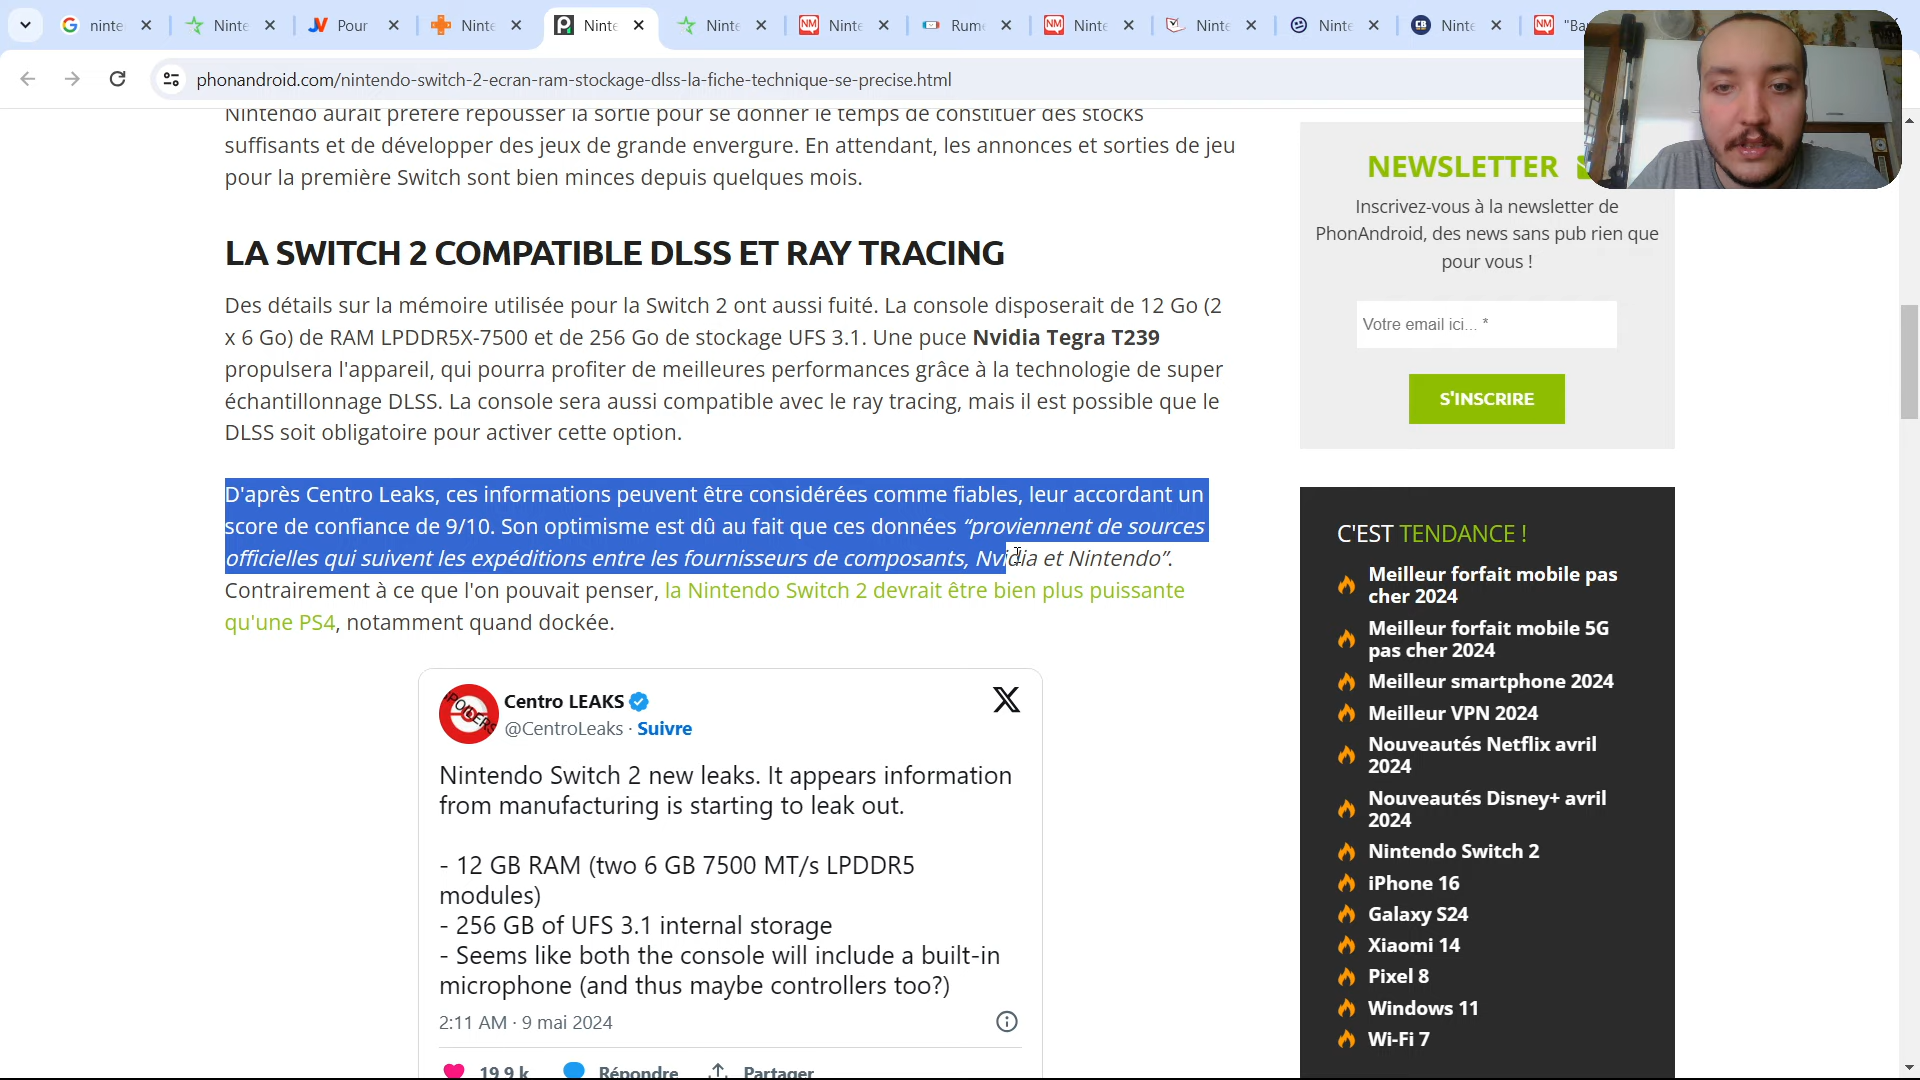 ninte
Ninte
Pour
Ninte
Ninte
Ninte
Ninte
Rume
Ninte
Ninte
Ninte
Ninte
"Ba
phonandroid.com/nintendo-switch-2-ecran-ram-stockage-dlss-la-fiche-technique-se-precise.html
Nintendo aurait préféré repousser la sortie pour se donner le temps de constituer des stocks
suffisants et de développer des jeux de grande envergure. En attendant, les annonces et sorties de jeu
pour la première Switch sont bien minces depuis quelques mois.
LA SWITCH 2 COMPATIBLE DLSS ET RAY TRACING
Des détails sur la mémoire utilisée pour la Switch 2 ont aussi fuité. La console disposerait de 12 Go (2
x 6 Go) de RAM LPDDR5X-7500 et de 256 Go de stockage UFS 3.1. Une puce Nvidia Tegra T239
propulsera l'appareil, qui pourra profiter de meilleures performances grâce à la technologie de super
échantillonnage DLSS. La console sera aussi compatible avec le ray tracing, mais il est possible que le
DLSS soit obligatoire pour activer cette option.
D'après Centro Leaks, ces informations peuvent être considérées comme fiables, leur accordant un
score de confiance de 9/10. Son optimisme est dû au fait que ces données “proviennent de sources
officielles qui suivent les expéditions entre les fournisseurs de composants, Nvidia et Nintendo”.
Contrairement à ce que l'on pouvait penser, la Nintendo Switch 2 devrait être bien plus puissante
qu'une PS4, notamment quand dockée.
Centro LEAKS
@CentroLeaks · Suivre
Nintendo Switch 2 new leaks. It appears information
from manufacturing is starting to leak out.
- 12 GB RAM (two 6 GB 7500 MT/s LPDDR5
modules)
- 256 GB of UFS 3.1 internal storage
- Seems like both the console will include a built-in
microphone (and thus maybe controllers too?)
2:11 AM · 9 mai 2024
19,9 k Répondre Partager
NEWSLETTER
Inscrivez-vous à la newsletter de
PhonAndroid, des news sans pub rien que
pour vous !
Votre email ici... *
S'INSCRIRE
C'EST TENDANCE !
Meilleur forfait mobile pas
cher 2024
Meilleur forfait mobile 5G
pas cher 2024
Meilleur smartphone 2024
Meilleur VPN 2024
Nouveautés Netflix avril
2024
Nouveautés Disney+ avril
2024
Nintendo Switch 2
iPhone 16
Galaxy S24
Xiaomi 14
Pixel 8
Windows 11
Wi-Fi 7